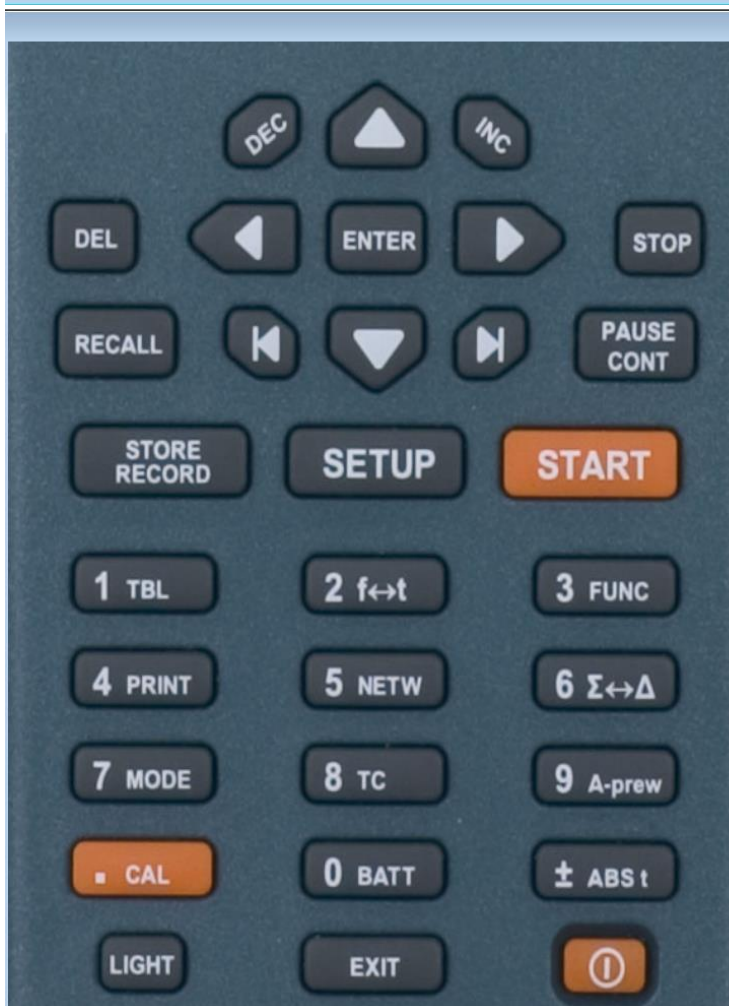 DEC
INC
DEL
ENTER
STOP
RECALL
PAUSE
CONT
STORE
RECORD
SETUP
START
1 TBL
2 f↔t
3 FUNC
4 PRINT
5 NETW
6 Σ↔Δ
7 MODE
8 TC
9 A-prew
. CAL
0 BATT
± ABS t
LIGHT
EXIT